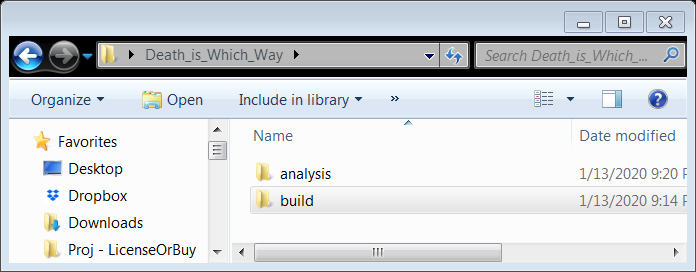 Death_is_Which_Way
Search Death_is_Which_...
Organize Open Include in library »
Name Date modified
Favorites
Desktop
Dropbox
Downloads
Proj - LicenseOrBuy
analysis 1/13/2020 9:20
build 1/13/2020 9:14